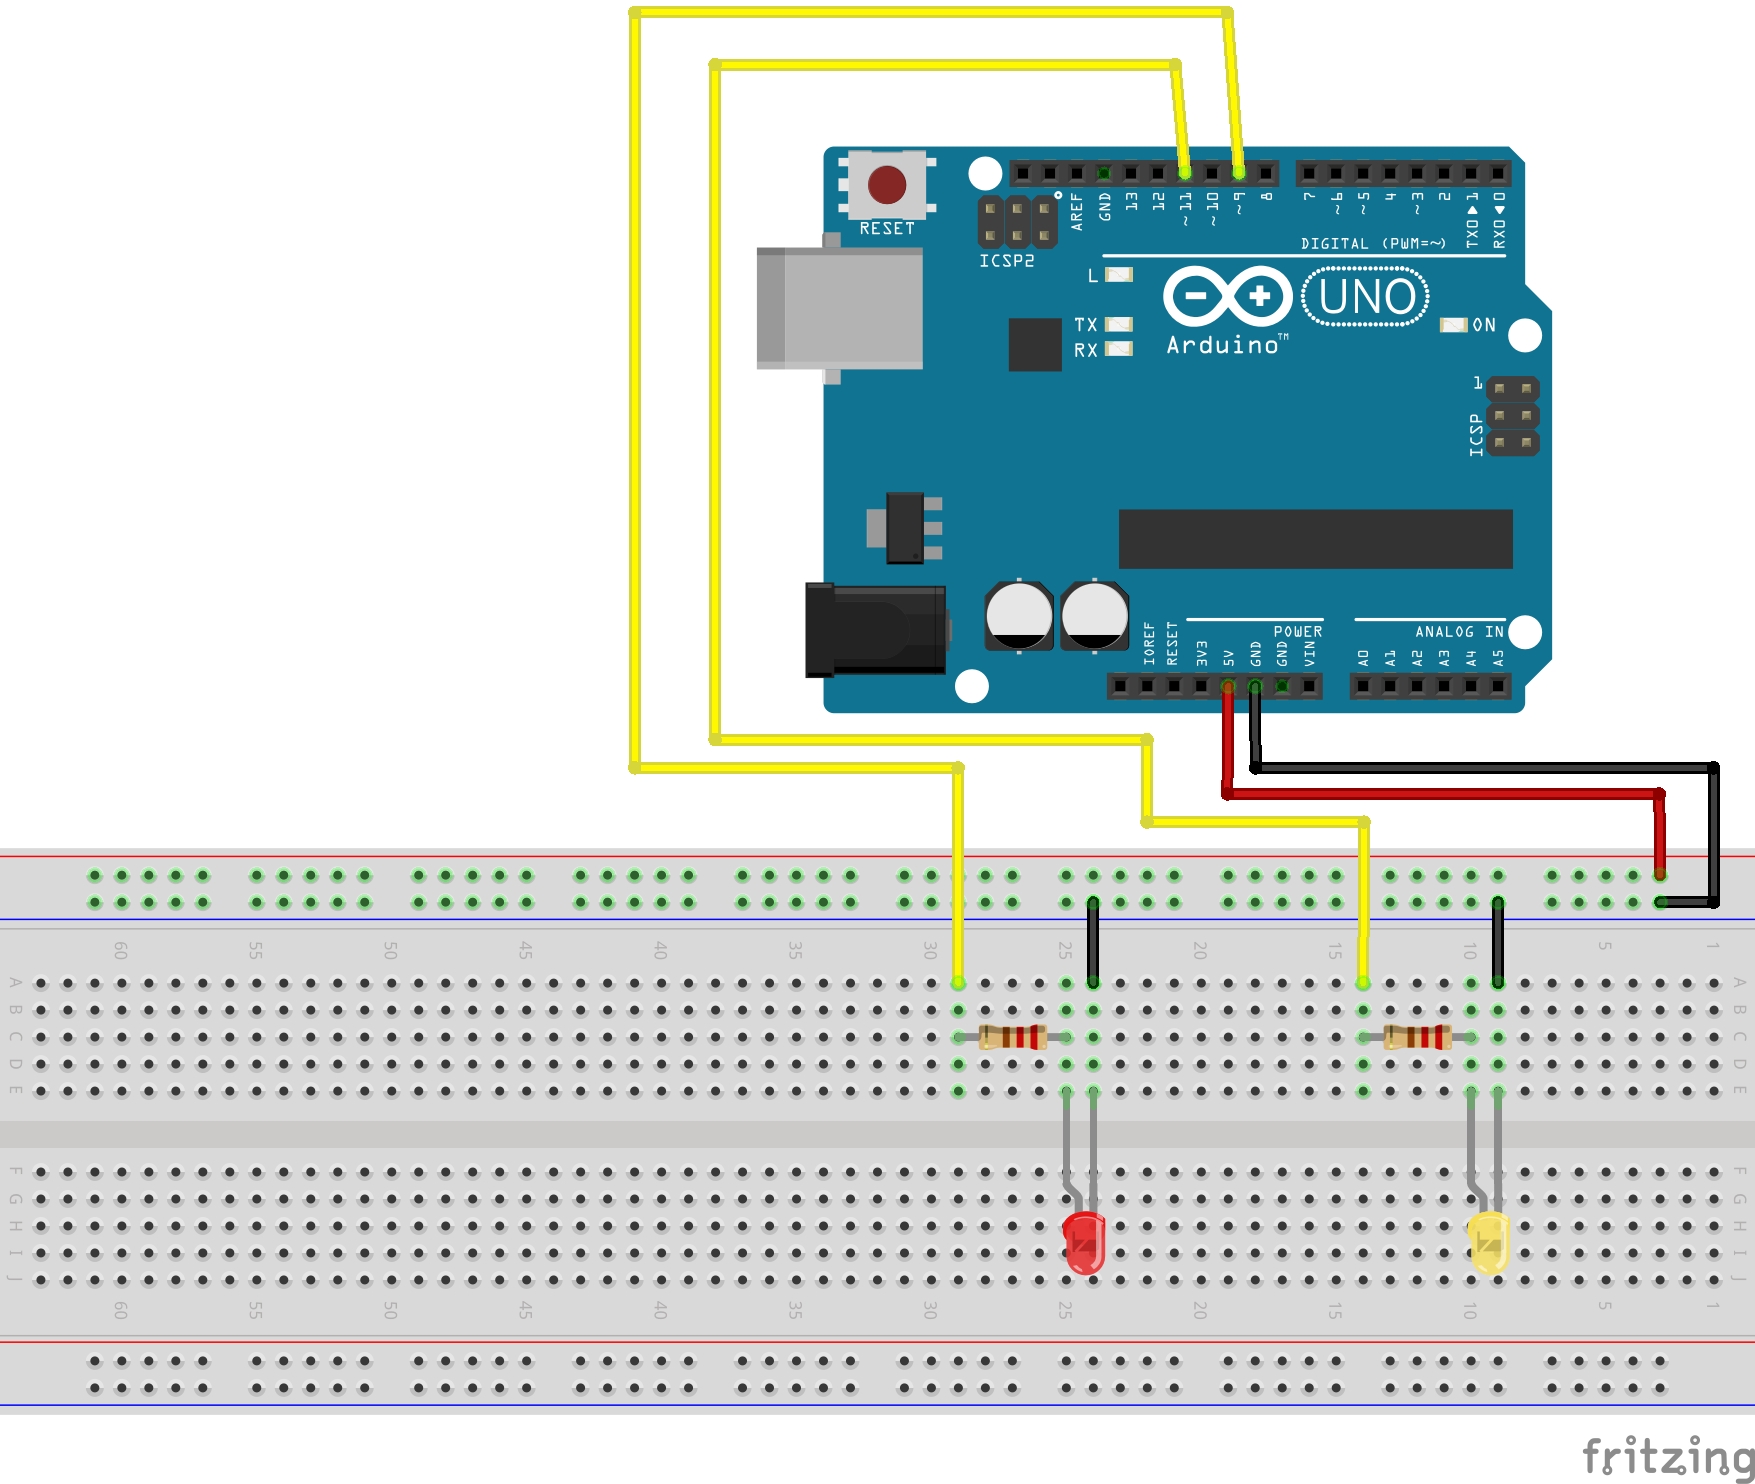 RESET
AREF
GND
13
12
~11
~10
~9
8
7
~6
~5
4
~3
2
TX0▶1
RX0◀0
ICSP2
DIGITAL (PWM=~)
L
TX
RX
UNO
ON
Arduino™
1
ICSP
POWER
ANALOG IN
IOREF
RESET
3V3
5V
GND
GND
VIN
A0
A1
A2
A3
A4
A5
60 55 50 45 40 35 30 25 20 15 10 5 1
A A
B B
C C
D D
E E
F F
G G
H H
I I
J J
60 55 50 45 40 35 30 25 20 15 10 5 1
fritzing